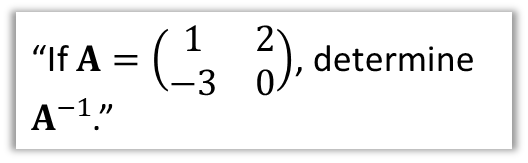 “If A = ( 1 2
−3 0 ), determine
A⁻¹.”